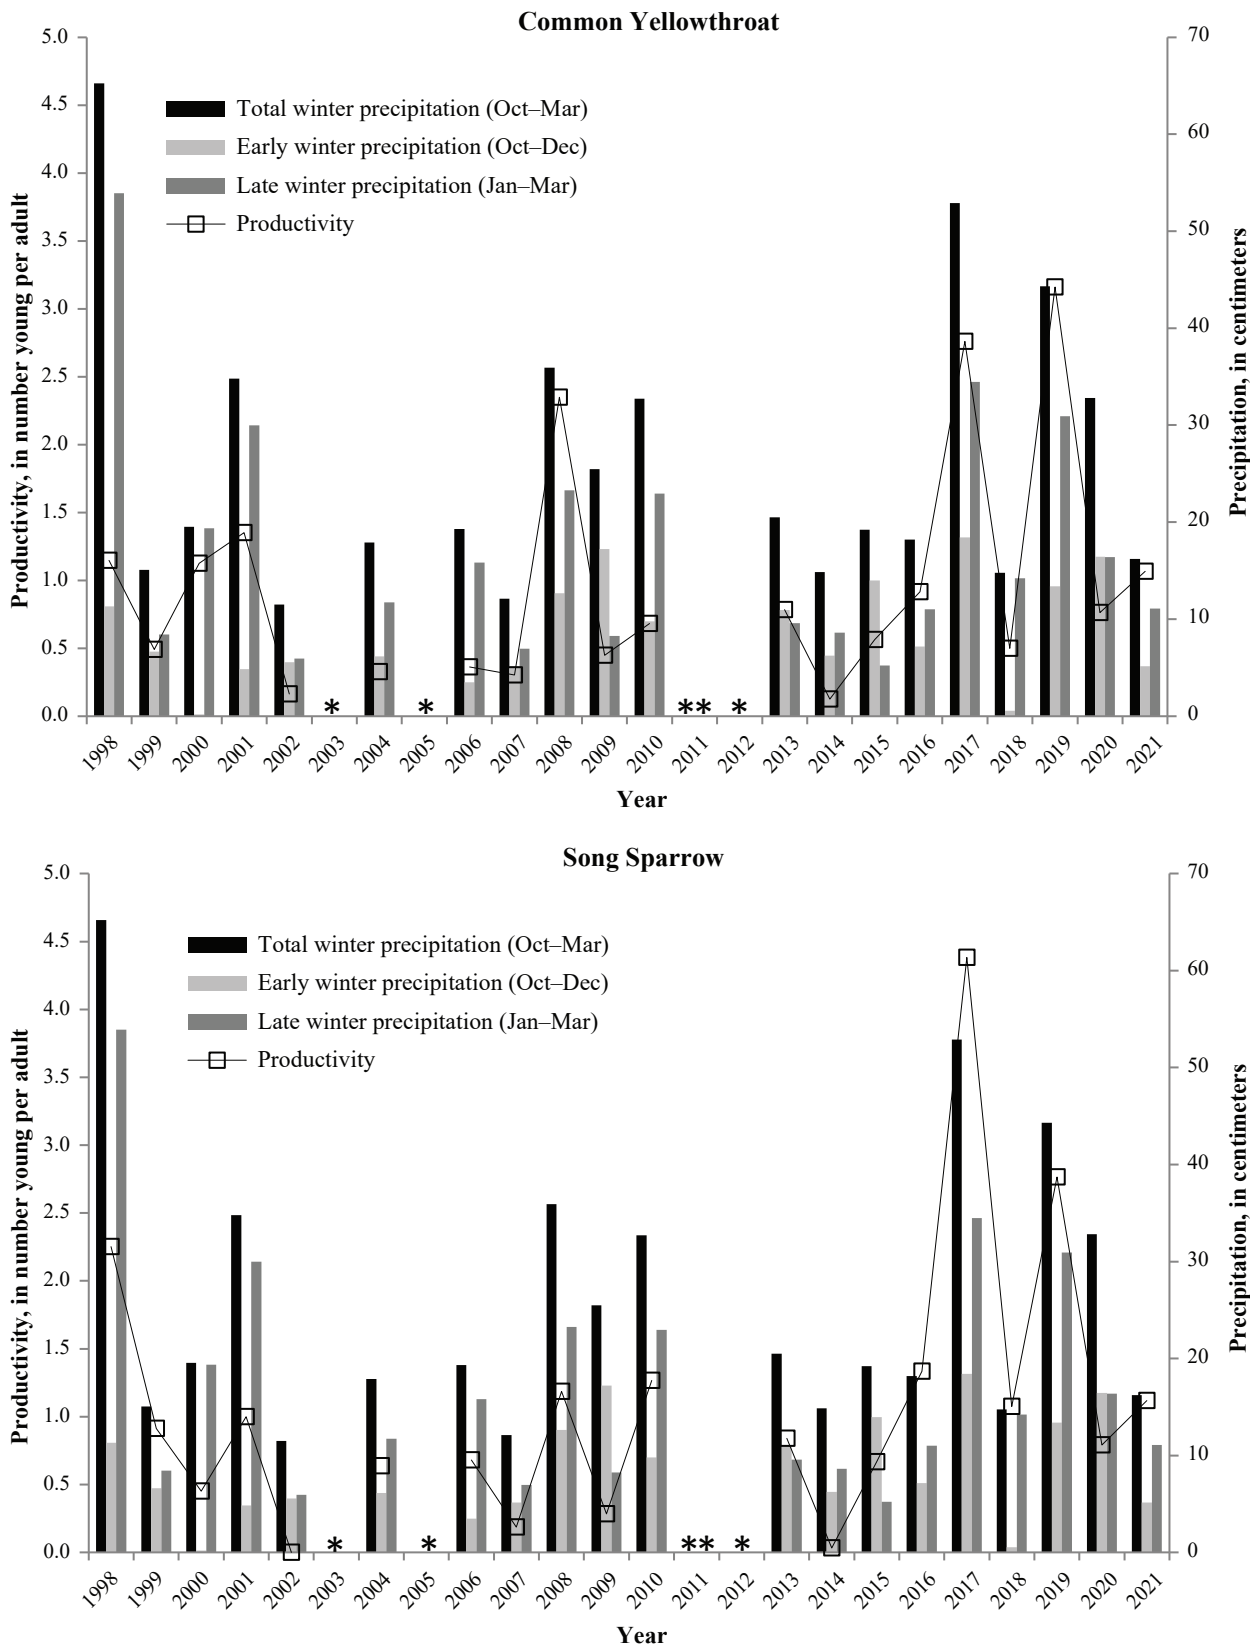 Common Yellowthroat
5.0
4.5
4.0
3.5
3.0
2.5
2.0
1.5
1.0
0.5
0.0
Productivity, in number young per adult
Total winter precipitation (Oct–Mar)
Early winter precipitation (Oct–Dec)
Late winter precipitation (Jan–Mar)
Productivity
70
60
50
40
30
20
10
0
Precipitation, in centimeters
* * ** *
1998 1999 2000 2001 2002 2003 2004 2005 2006 2007 2008 2009 2010 2011 2012 2013 2014 2015 2016 2017 2018 2019 2020 2021
Year
Song Sparrow
5.0
4.5
4.0
3.5
3.0
2.5
2.0
1.5
1.0
0.5
0.0
Productivity, in number young per adult
Total winter precipitation (Oct–Mar)
Early winter precipitation (Oct–Dec)
Late winter precipitation (Jan–Mar)
Productivity
70
60
50
40
30
20
10
0
Precipitation, in centimeters
* * ** *
1998 1999 2000 2001 2002 2003 2004 2005 2006 2007 2008 2009 2010 2011 2012 2013 2014 2015 2016 2017 2018 2019 2020 2021
Year